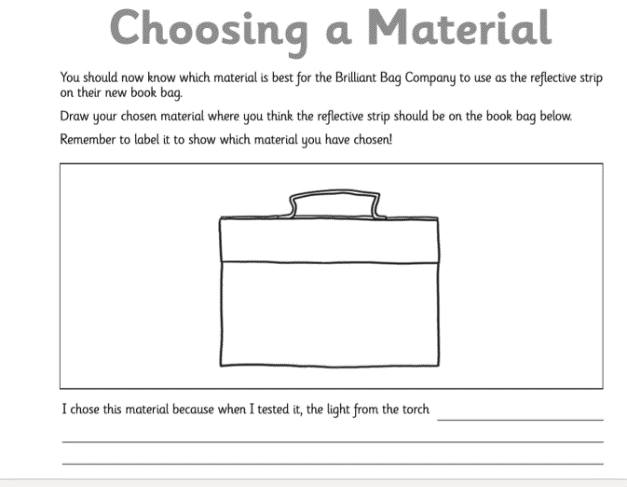 Choosing a Material
You should now know which material is best for the Brilliant Bag Company to use as the reflective strip
on their new book bag.
Draw your chosen material where you think the reflective strip should be on the book bag below.
Remember to label it to show which material you have chosen!
I chose this material because when I tested it, the light from the torch